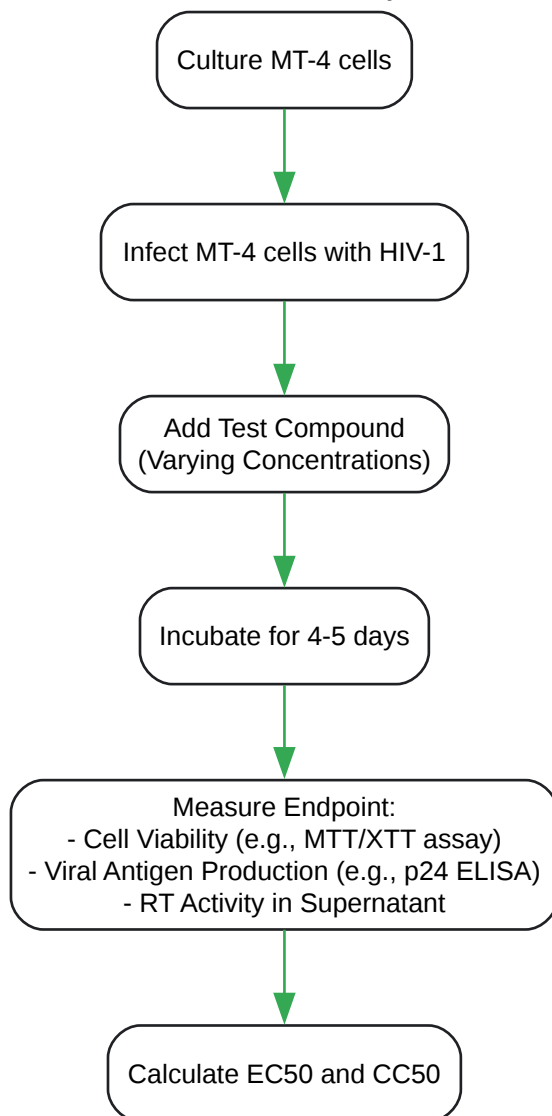 Culture MT-4 cells
Infect MT-4 cells with HIV-1
Add Test Compound
(Varying Concentrations)
Incubate for 4-5 days
Measure Endpoint:
- Cell Viability (e.g., MTT/XTT assay)
- Viral Antigen Production (e.g., p24 ELISA)
- RT Activity in Supernatant
Calculate EC50 and CC50